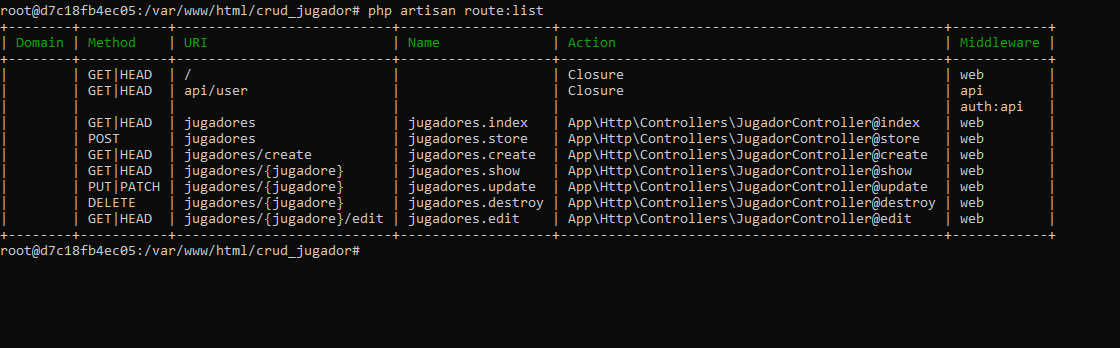 root@d7c18fb4ec05:/var/www/html/crud_jugador# php artisan route:list
+--------+-----------+---------------------------+--------------------+------------------------------------------------+------------+
| Domain | Method    | URI                       | Name               | Action                                         | Middleware |
+--------+-----------+---------------------------+--------------------+------------------------------------------------+------------+
|        | GET|HEAD  | /                         |                    | Closure                                        | web        |
|        | GET|HEAD  | api/user                  |                    | Closure                                        | api        |
|        |           |                           |                    |                                                | auth:api   |
|        | GET|HEAD  | jugadores                 | jugadores.index    | App\Http\Controllers\JugadorController@index   | web        |
|        | POST      | jugadores                 | jugadores.store    | App\Http\Controllers\JugadorController@store   | web        |
|        | GET|HEAD  | jugadores/create          | jugadores.create   | App\Http\Controllers\JugadorController@create  | web        |
|        | GET|HEAD  | jugadores/{jugadore}      | jugadores.show     | App\Http\Controllers\JugadorController@show    | web        |
|        | PUT|PATCH | jugadores/{jugadore}      | jugadores.update   | App\Http\Controllers\JugadorController@update  | web        |
|        | DELETE    | jugadores/{jugadore}      | jugadores.destroy  | App\Http\Controllers\JugadorController@destroy | web        |
|        | GET|HEAD  | jugadores/{jugadore}/edit | jugadores.edit     | App\Http\Controllers\JugadorController@edit    | web        |
+--------+-----------+---------------------------+--------------------+------------------------------------------------+------------+
root@d7c18fb4ec05:/var/www/html/crud_jugador#